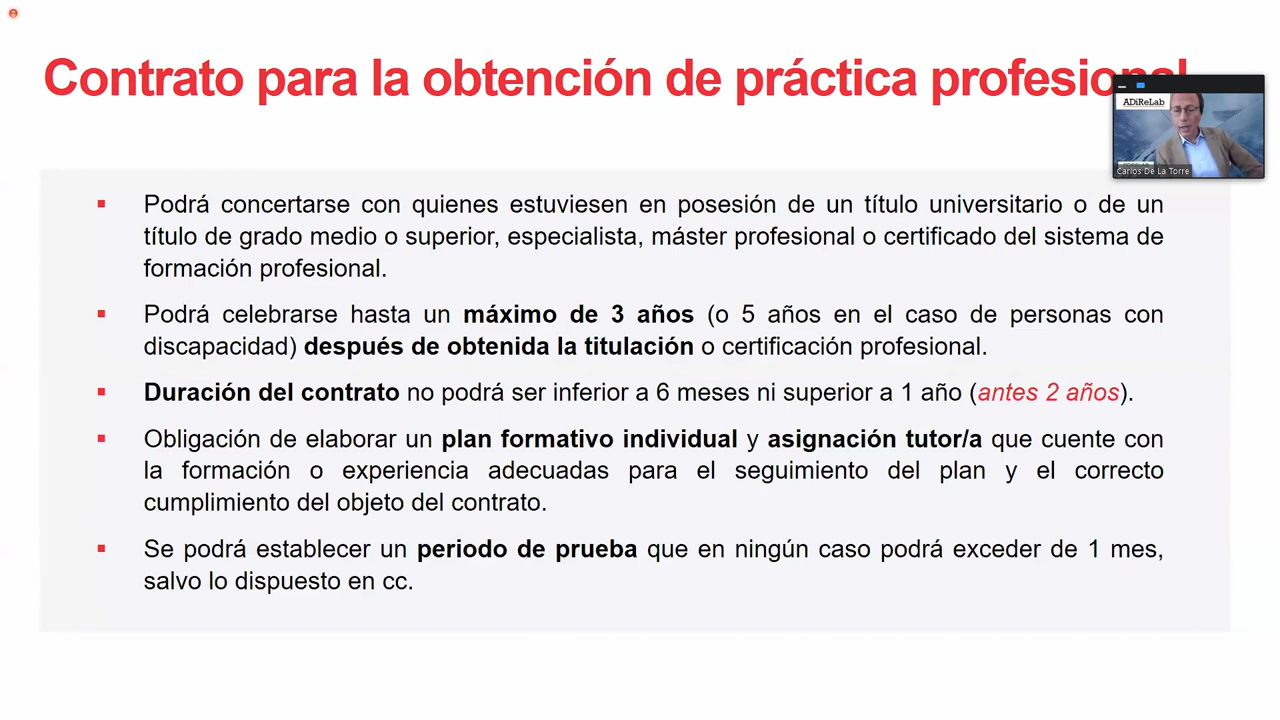 Contrato para la obtención de práctica profesional
ADiReLab
Carlos De La Torre
▪ Podrá concertarse con quienes estuviesen en posesión de un título universitario o de un
título de grado medio o superior, especialista, máster profesional o certificado del sistema de
formación profesional.
▪ Podrá celebrarse hasta un máximo de 3 años (o 5 años en el caso de personas con
discapacidad) después de obtenida la titulación o certificación profesional.
▪ Duración del contrato no podrá ser inferior a 6 meses ni superior a 1 año (antes 2 años).
▪ Obligación de elaborar un plan formativo individual y asignación tutor/a que cuente con
la formación o experiencia adecuadas para el seguimiento del plan y el correcto
cumplimiento del objeto del contrato.
▪ Se podrá establecer un periodo de prueba que en ningún caso podrá exceder de 1 mes,
salvo lo dispuesto en cc.